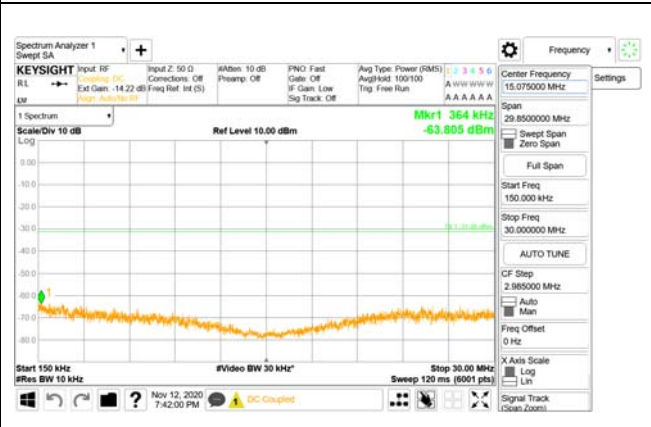 Spectrum Analyzer 1
Swept SA
Frequency
KEYSIGHT
Input: RF
Coupling: DC
Ext Gain: -14.22 dB
Align: Auto/No RF
Input Z: 50 Ω
Corrections: Off
Freq Ref: Int (S)
#Atten: 10 dB
Preamp: Off
PNO: Fast
Gate: Off
IF Gain: Low
Sig Track: Off
Avg Type: Power (RMS)
Avg|Hold: 100/100
Trig: Free Run
1 2 3 4 5 6
A W W W W W
A A A A A A
RL
1 Spectrum
Scale/Div 10 dB
Log
Ref Level 10.00 dBm
Mkr1 364 kHz
-63.805 dBm
0.00
-10.0
-20.0
-30.0
-40.0
-50.0
-60.0
-70.0
-80.0
1
Start 150 kHz
#Res BW 10 kHz
#Video BW 30 kHz*
Stop 30.00 MHz
Sweep 120 ms (6001 pts)
Nov 12, 2020
7:42:00 PM
1
DC Coupled
Center Frequency
15.075000 MHz
Settings
Span
29.8500000 MHz
Swept Span
Zero Span
Full Span
Start Freq
150.000 kHz
Stop Freq
30.000000 MHz
AUTO TUNE
CF Step
2.985000 MHz
Auto
Man
Freq Offset
0 Hz
X Axis Scale
Log
Lin
Signal Track
(Span Zoom)